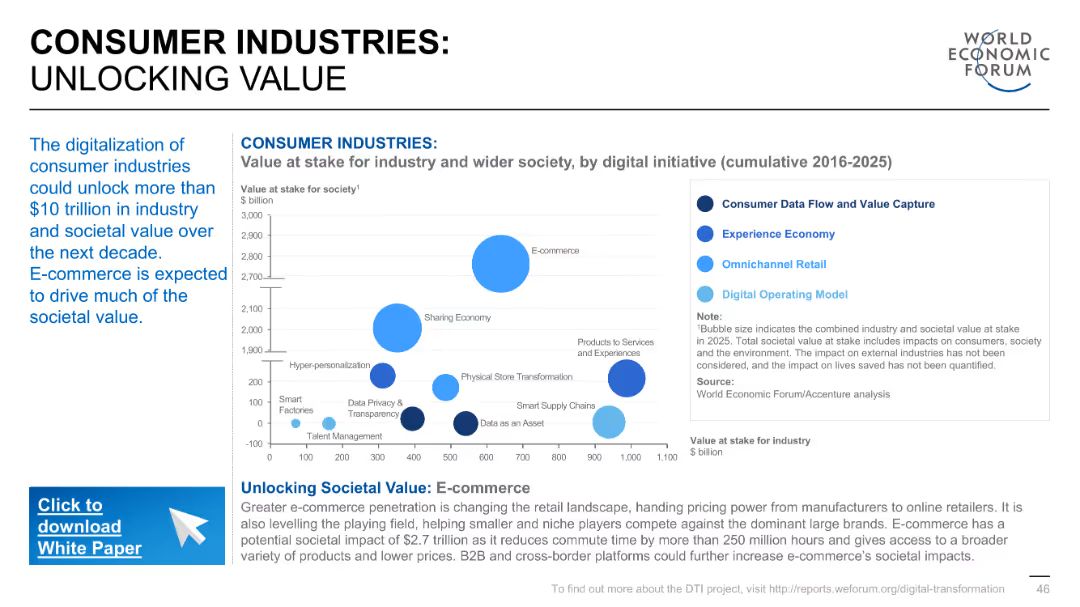 CONSUMER INDUSTRIES:
UNLOCKING VALUE
WORLD
ECONOMIC
FORUM
The digitalization of
consumer industries
could unlock more than
$10 trillion in industry
and societal value over
the next decade.
E-commerce is expected
to drive much of the
societal value.
Click to
download
White Paper
CONSUMER INDUSTRIES:
Value at stake for industry and wider society, by digital initiative (cumulative 2016-2025)
Value at stake for society¹
$ billion
3,000
2,900
2,800
2,700
2,100
2,000
1,900
200
100
0
-100
0 100 200 300 400 500 600 700 800 900 1,000 1,100
E-commerce
Sharing Economy
Products to Services
and Experiences
Hyper-personalization
Physical Store Transformation
Smart
Factories
Data Privacy &
Transparency
Smart Supply Chains
Data as an Asset
Talent Management
Consumer Data Flow and Value Capture
Experience Economy
Omnichannel Retail
Digital Operating Model
Note:
¹Bubble size indicates the combined industry and societal value at stake
in 2025. Total societal value at stake includes impacts on consumers, society
and the environment. The impact on external industries has not been
considered, and the impact on lives saved has not been quantified.
Source:
World Economic Forum/Accenture analysis
Value at stake for industry
$ billion
Unlocking Societal Value: E-commerce
Greater e-commerce penetration is changing the retail landscape, handing pricing power from manufacturers to online retailers. It is
also levelling the playing field, helping smaller and niche players compete against the dominant large brands. E-commerce has a
potential societal impact of $2.7 trillion as it reduces commute time by more than 250 million hours and gives access to a broader
variety of products and lower prices. B2B and cross-border platforms could further increase e-commerce's societal impacts.
To find out more about the DTI project, visit http://reports.weforum.org/digital-transformation
46